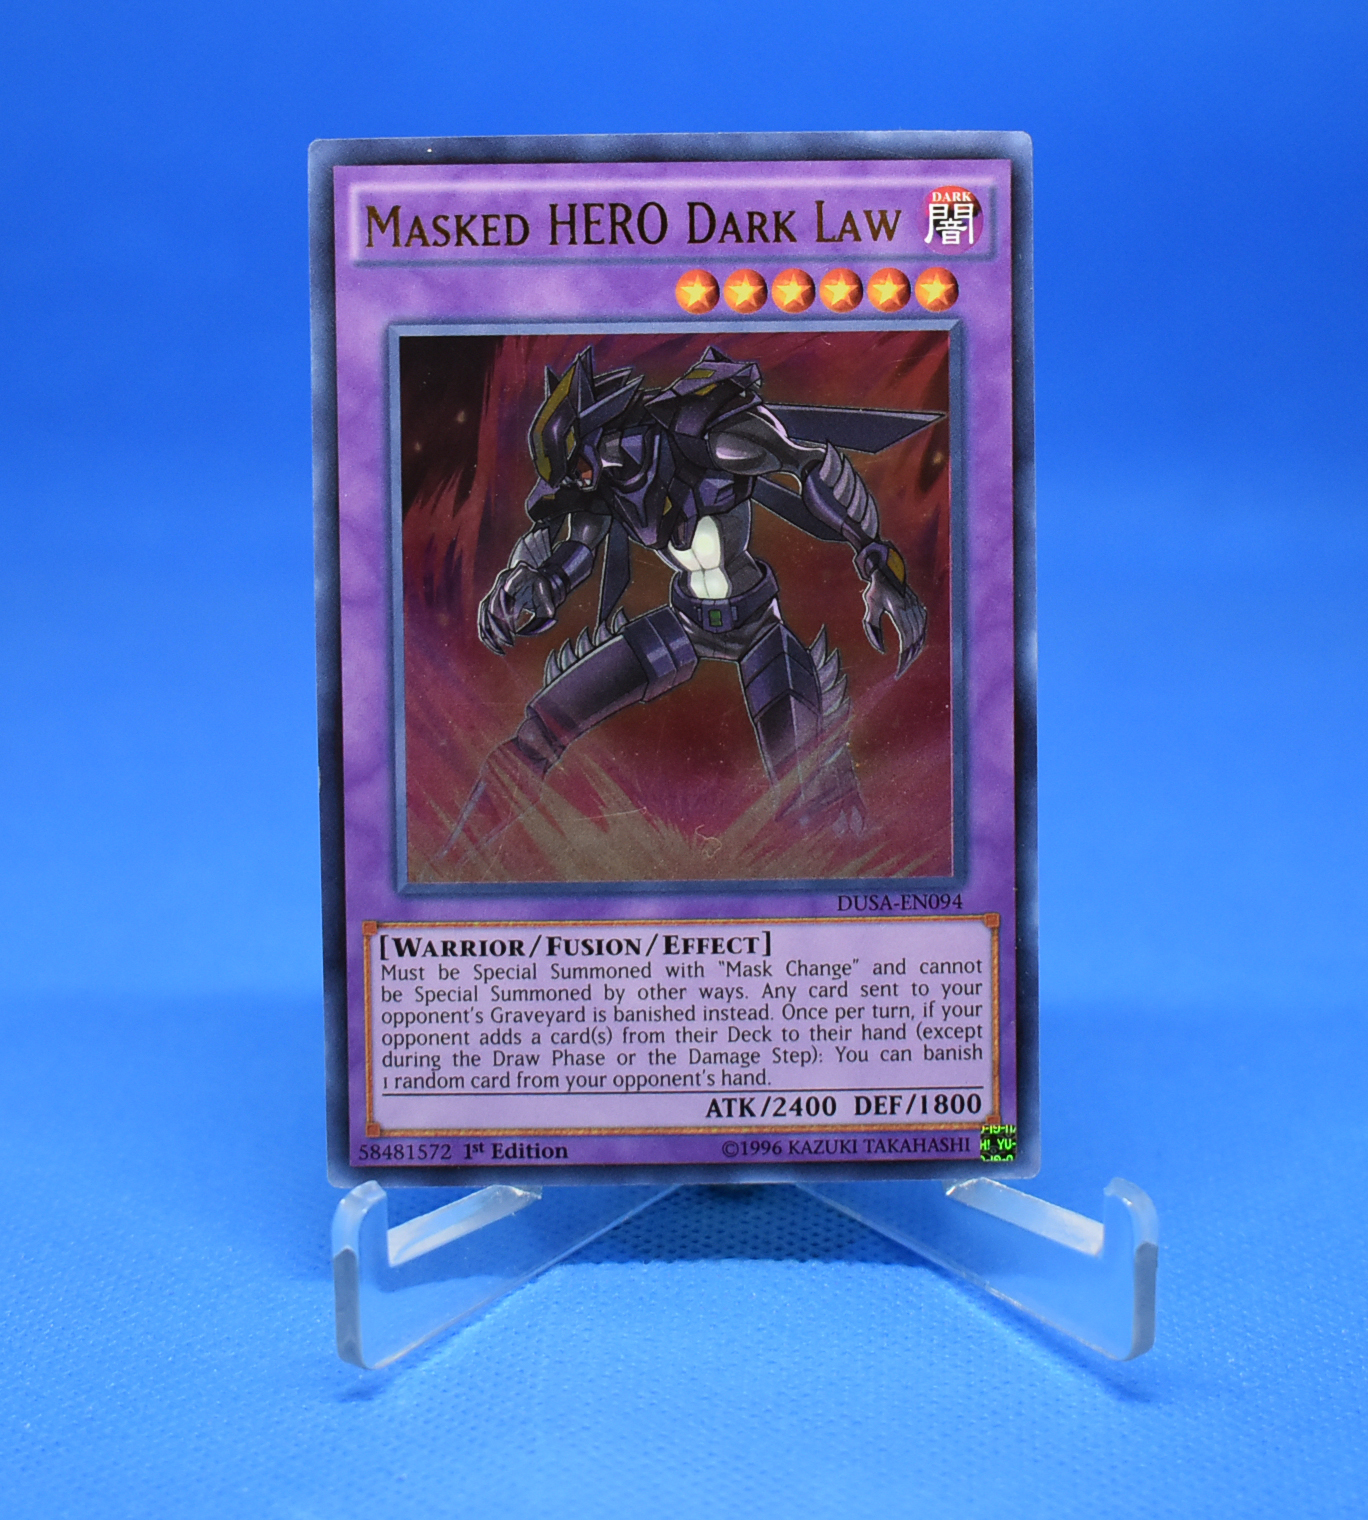 MASKED HERO DARK LAW
DARK
闇
DUSA-EN094
[WARRIOR/FUSION/EFFECT]
Must be Special Summoned with "Mask Change" and cannot
be Special Summoned by other ways. Any card sent to your
opponent's Graveyard is banished instead. Once per turn, if your
opponent adds a card(s) from their Deck to their hand (except
during the Draw Phase or the Damage Step): You can banish
1 random card from your opponent's hand.
ATK/2400 DEF/1800
58481572 1st Edition
©1996 KAZUKI TAKAHASHI